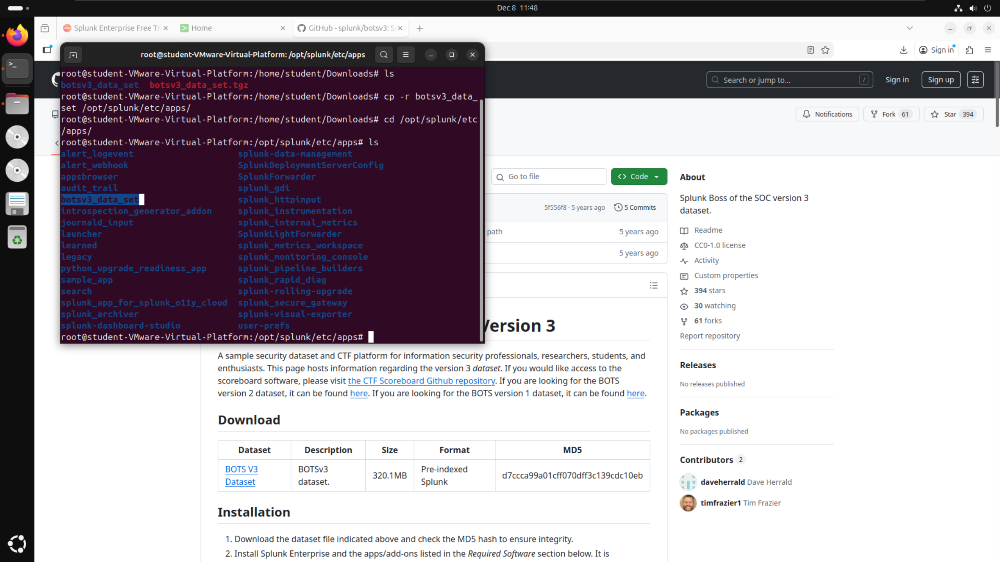 Dec 8 11:48
Splunk Enterprise Free Tri
Home
GitHub - splunk/botsv3: S
Sign in
root@student-VMware-Virtual-Platform: /opt/splunk/etc/apps
root@student-VMware-Virtual-Platform:/home/student/Downloads# ls
botsv3_data_set botsv3_data_set.tgz
root@student-VMware-Virtual-Platform:/home/student/Downloads# cp -r botsv3_data_
set /opt/splunk/etc/apps/
root@student-VMware-Virtual-Platform:/home/student/Downloads# cd /opt/splunk/etc
/apps/
root@student-VMware-Virtual-Platform:/opt/splunk/etc/apps# ls
alert_logevent splunk-data-management
alert_webhook SplunkDeploymentServerConfig
appsbrowser SplunkForwarder
audit_trail splunk_gdi
botsv3_data_set splunk_httpinput
introspection_generator_addon splunk_instrumentation
journald_input splunk_internal_metrics
launcher SplunkLightForwarder
learned splunk_metrics_workspace
legacy splunk_monitoring_console
python_upgrade_readiness_app splunk_pipeline_builders
sample_app splunk_rapid_diag
search splunk-rolling-upgrade
splunk_app_for_splunk_o11y_cloud splunk_secure_gateway
splunk_archiver splunk-visual-exporter
splunk-dashboard-studio user-prefs
root@student-VMware-Virtual-Platform:/opt/splunk/etc/apps#
Search or jump to... /
Sign in
Sign up
Notifications
Fork 61
Star 394
Go to file
Code
5f556f8 · 5 years ago
5 Commits
path
5 years ago
5 years ago
Version 3
A sample security dataset and CTF platform for information security professionals, researchers, students, and
enthusiasts. This page hosts information regarding the version 3 dataset. If you would like access to the
scoreboard software, please visit the CTF Scoreboard Github repository. If you are looking for the BOTS
version 2 dataset, it can be found here. If you are looking for the BOTS version 1 dataset, it can be found here.
Download
Dataset Description Size Format MD5
BOTS V3 Dataset BOTSv3 dataset. 320.1MB Pre-indexed Splunk d7ccca99a01cff070dff3c139cdc10eb
Installation
1. Download the dataset file indicated above and check the MD5 hash to ensure integrity.
2. Install Splunk Enterprise and the apps/add-ons listed in the Required Software section below. It is
About
Splunk Boss of the SOC version 3
dataset.
Readme
CC0-1.0 license
Activity
Custom properties
394 stars
30 watching
61 forks
Report repository
Releases
No releases published
Packages
No packages published
Contributors 2
daveherrald Dave Herrald
timfrazier1 Tim Frazier